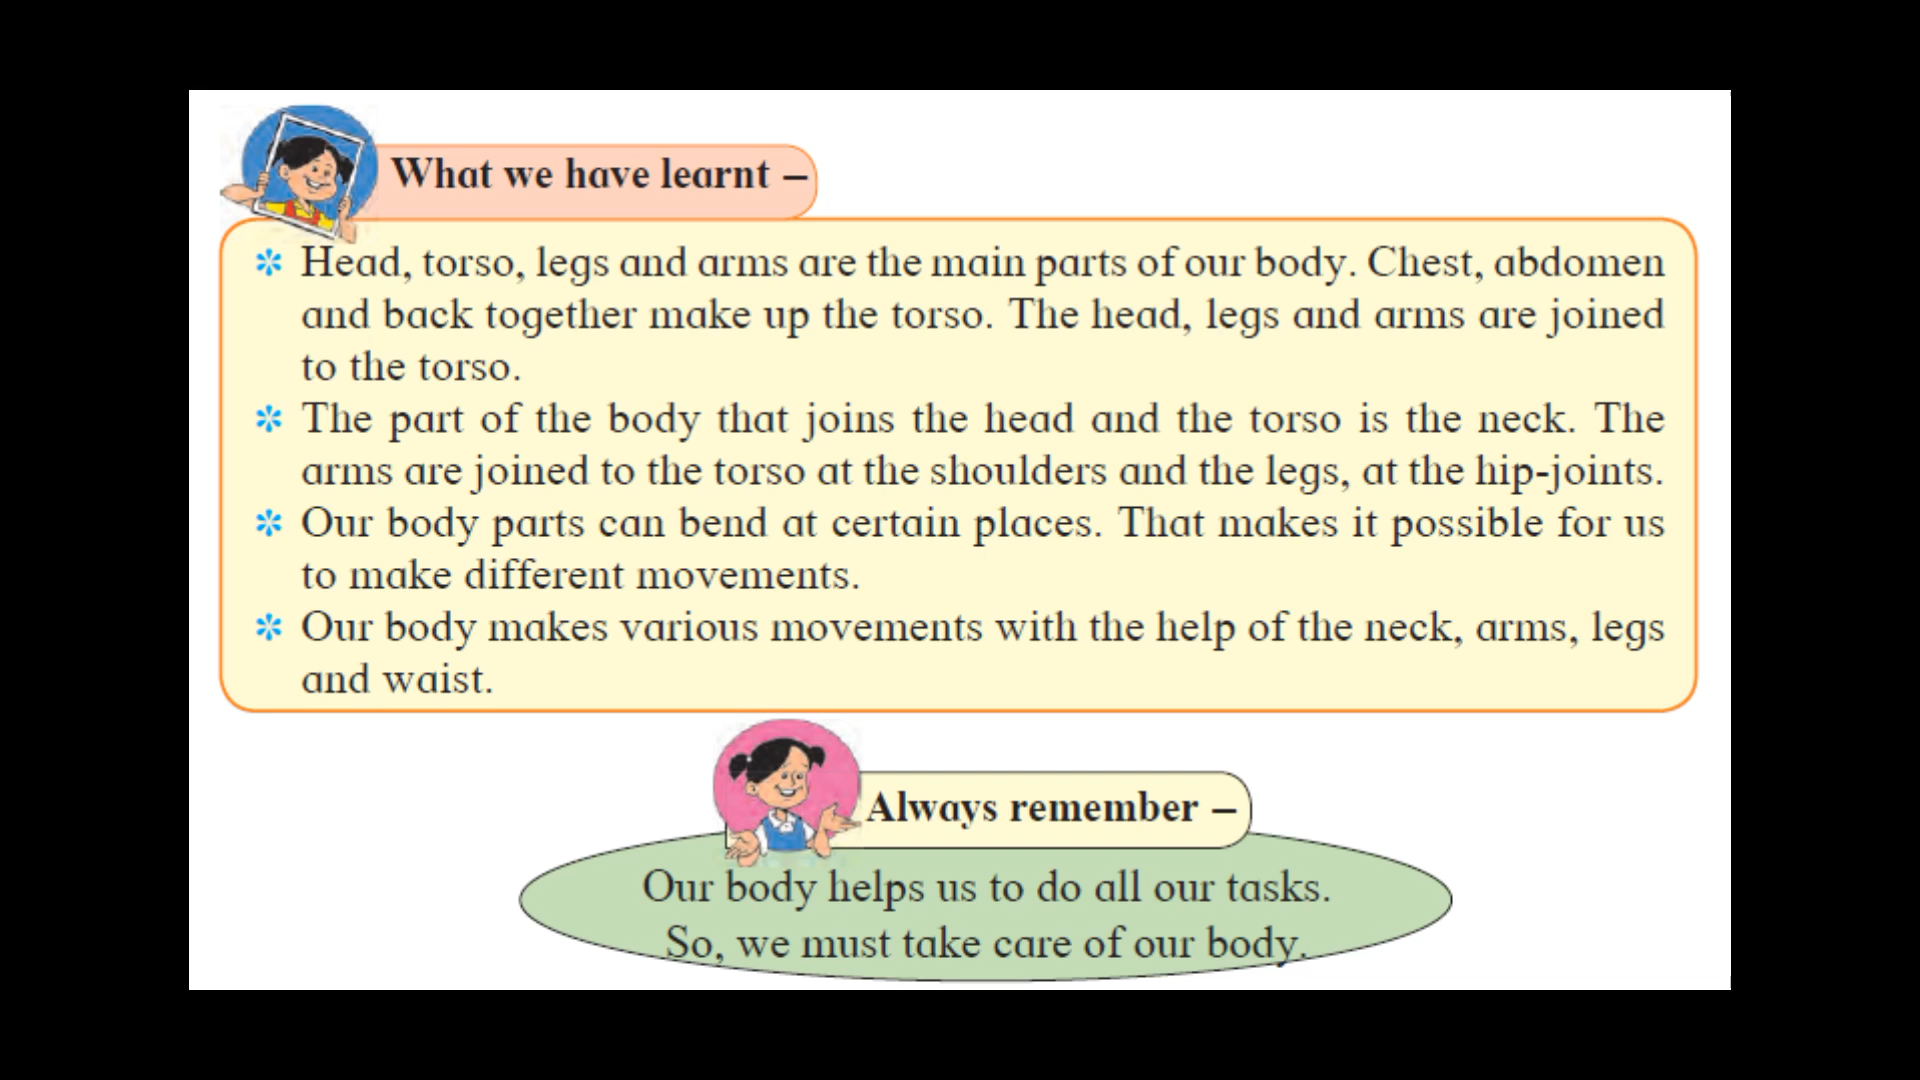 What we have learnt –
* Head, torso, legs and arms are the main parts of our body. Chest, abdomen
and back together make up the torso. The head, legs and arms are joined
to the torso.
* The part of the body that joins the head and the torso is the neck. The
arms are joined to the torso at the shoulders and the legs, at the hip-joints.
* Our body parts can bend at certain places. That makes it possible for us
to make different movements.
* Our body makes various movements with the help of the neck, arms, legs
and waist.
Always remember –
Our body helps us to do all our tasks.
So, we must take care of our body.